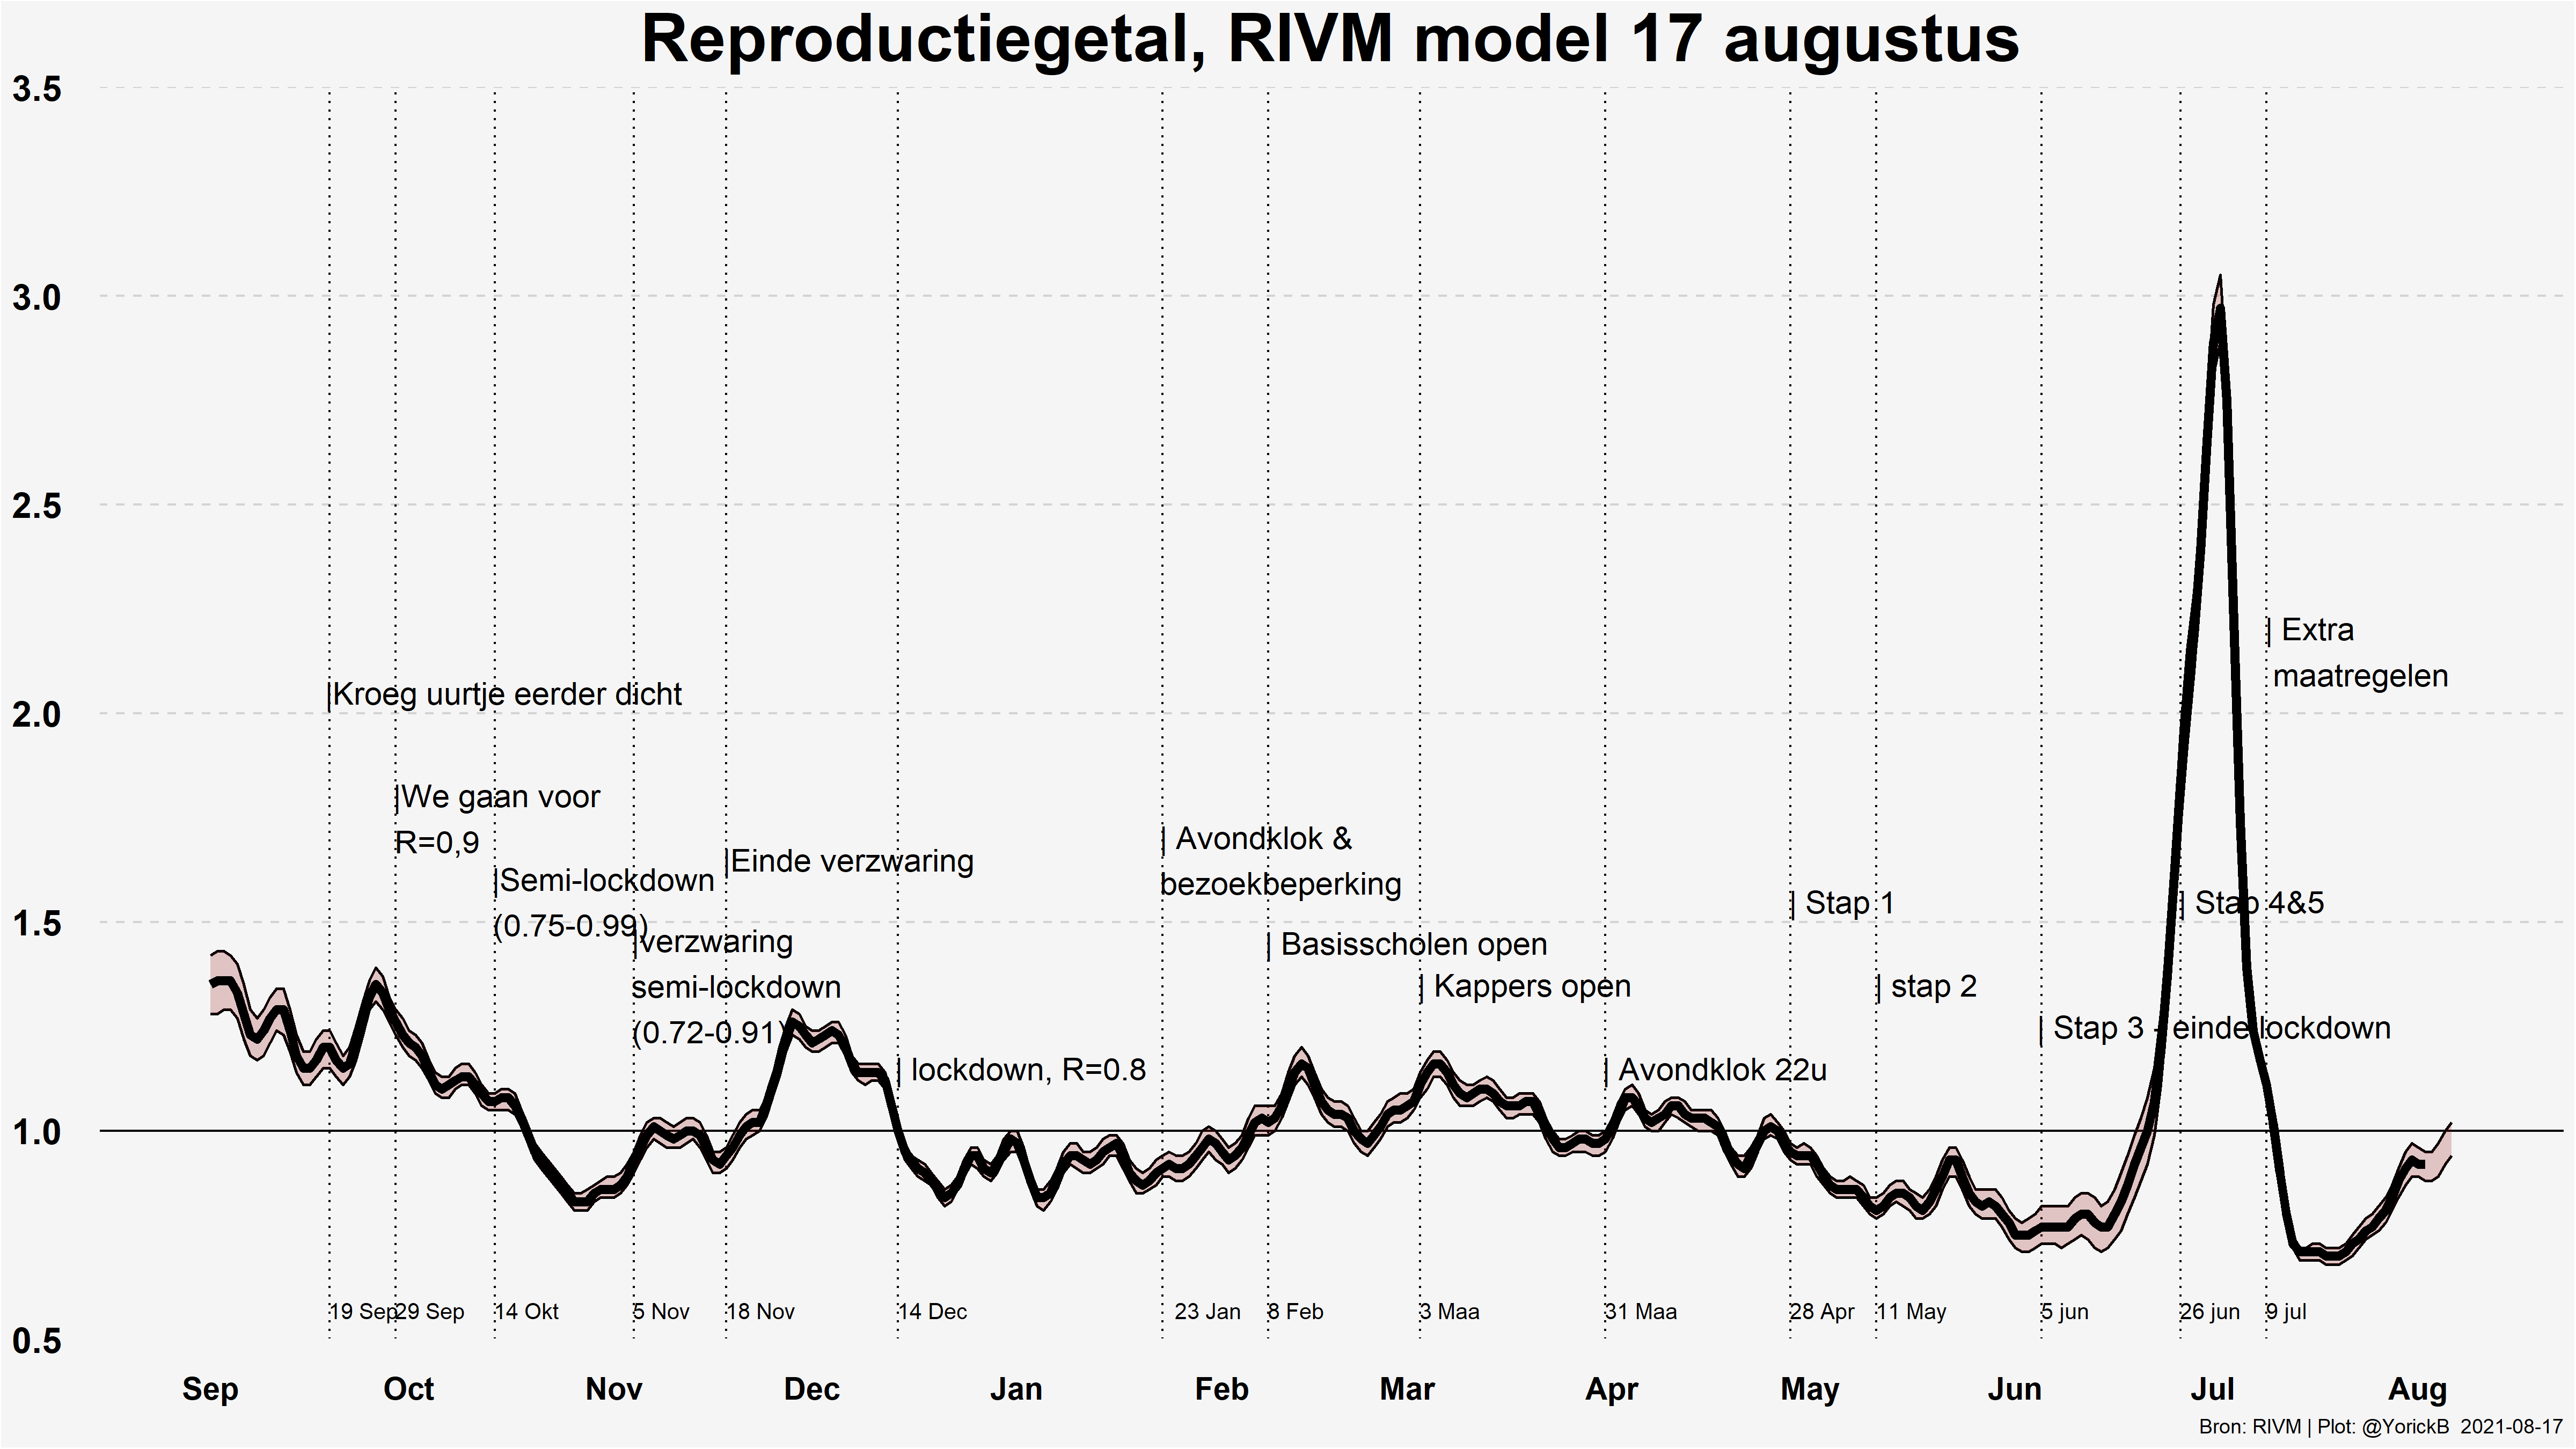 Reproductiegetal, RIVM model 17 augustus
3.5
3.0
2.5
2.0
1.5
1.0
0.5
|Kroeg uurtje eerder dicht
|We gaan voor
R=0,9
|Semi-lockdown
(0.75-0.99)
|verzwaring
semi-lockdown
(0.72-0.91)
|Einde verzwaring
| lockdown, R=0.8
| Avondklok &
bezoekbeperking
| Basisscholen open
| Kappers open
| Avondklok 22u
| Stap 1
| stap 2
| Stap 3 - einde lockdown
| Stap 4&5
| Extra
maatregelen
19 Sep
29 Sep
14 Okt
5 Nov
18 Nov
14 Dec
23 Jan
8 Feb
3 Maa
31 Maa
28 Apr
11 May
5 jun
26 jun
9 jul
Sep
Oct
Nov
Dec
Jan
Feb
Mar
Apr
May
Jun
Jul
Aug
Bron: RIVM | Plot: @YorickB 2021-08-17